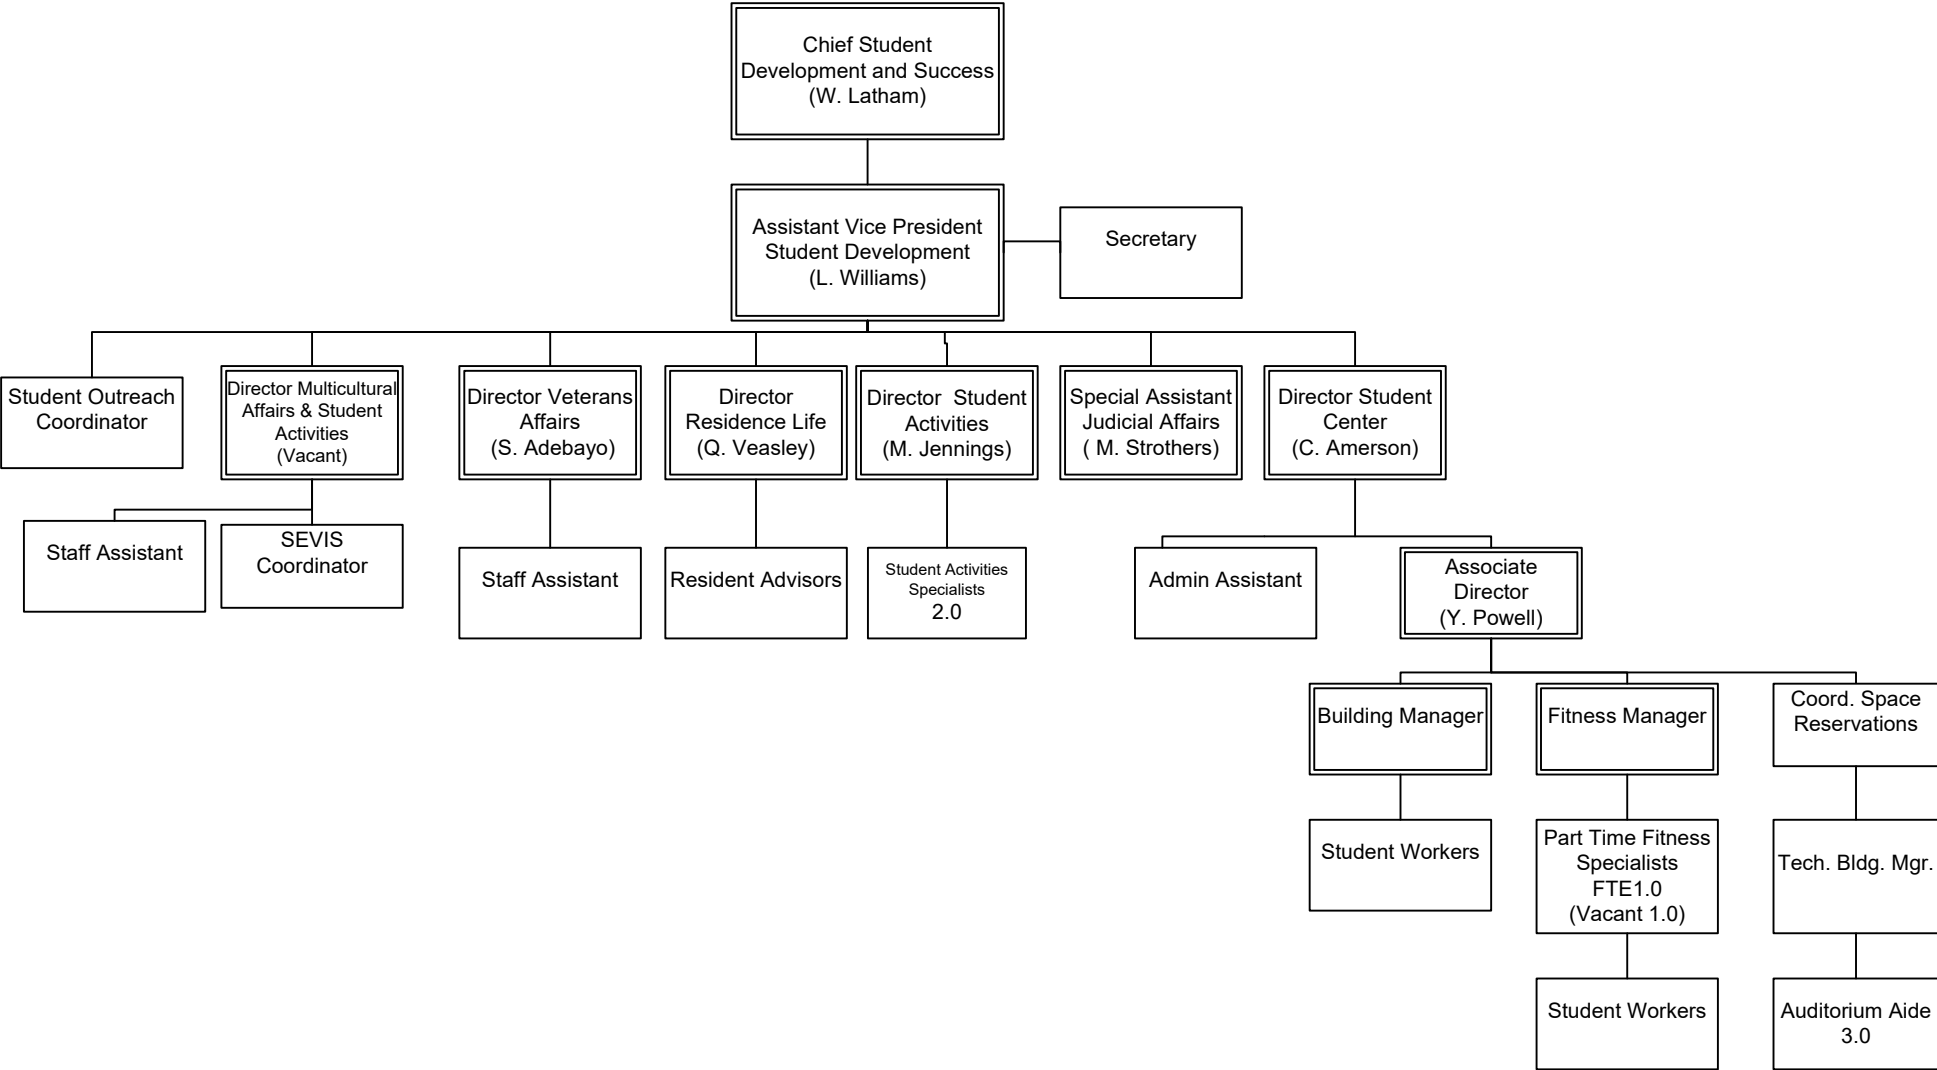 Chief Student
Development and Success
(W. Latham)
Assistant Vice President
Student Development
(L. Williams)
Secretary
Student Outreach
Coordinator
Director Multicultural
Affairs & Student
Activities
(Vacant)
Director Veterans
Affairs
(S. Adebayo)
Director
Residence Life
(Q. Veasley)
Director  Student
Activities
(M. Jennings)
Special Assistant
Judicial Affairs
( M. Strothers)
Director Student
Center
(C. Amerson)
Staff Assistant
SEVIS
Coordinator
Staff Assistant
Resident Advisors
Student Activities
Specialists
2.0
Admin Assistant
Associate
Director
(Y. Powell)
Building Manager
Fitness Manager
Coord. Space
Reservations
Student Workers
Part Time Fitness
Specialists
FTE1.0
(Vacant 1.0)
Tech. Bldg. Mgr.
Student Workers
Auditorium Aide
3.0